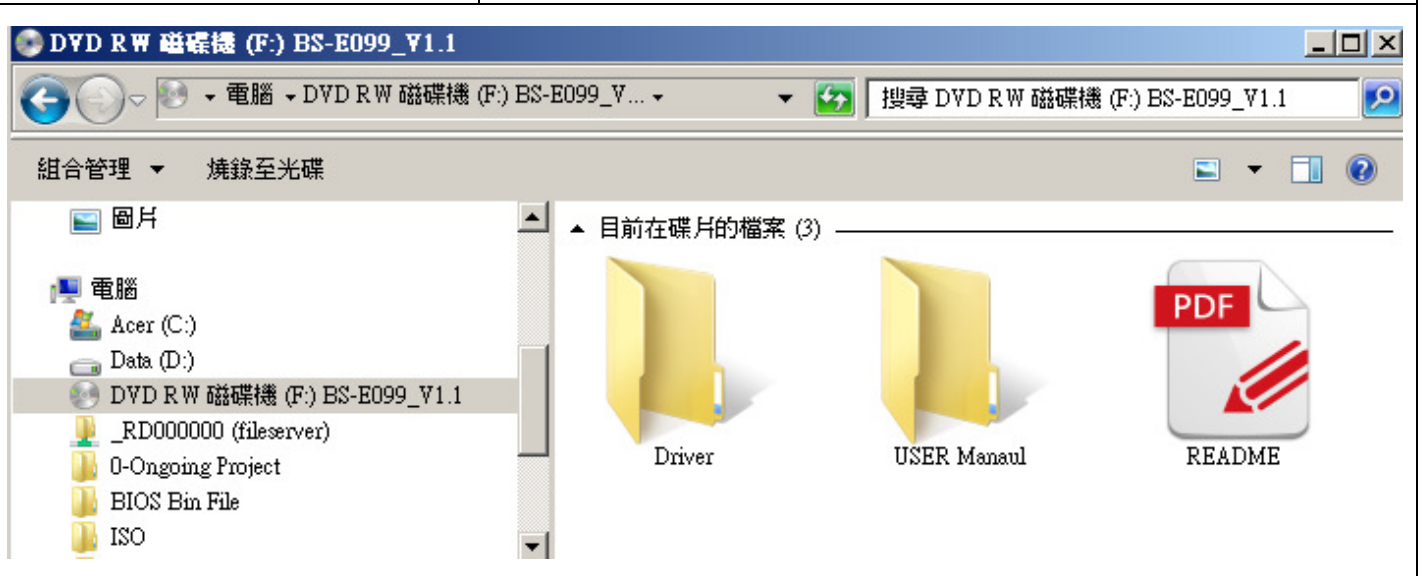 DVD RW 磁碟機 (F:) BS-E099_V1.1
電腦 DVD RW 磁碟機 (F:) BS-E099_V...
搜尋 DVD RW 磁碟機 (F:) BS-E099_V1.1
組合管理 燒錄至光碟
圖片
電腦
Acer (C:)
Data (D:)
DVD RW 磁碟機 (F:) BS-E099_V1.1
_RD000000 (fileserver)
0-Ongoing Project
BIOS Bin File
ISO
目前在碟片的檔案 (3)
Driver
USER Manaul
PDF
README